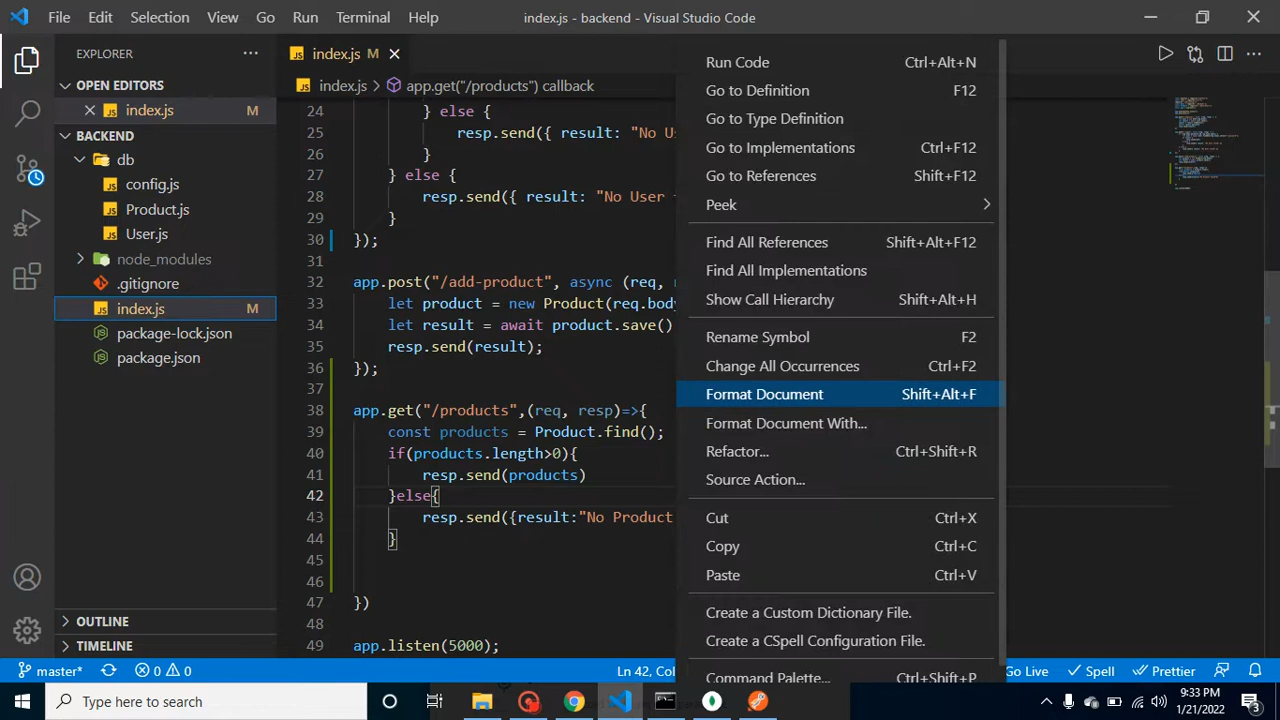 File Edit Selection View Go Run Terminal Help index.js - backend - Visual Studio Code
EXPLORER
OPEN EDITORS
JS index.js M
BACKEND
db
JS config.js
JS Product.js
JS User.js
node_modules
.gitignore
JS index.js M
package-lock.json
package.json
OUTLINE
TIMELINE
JS index.js M
JS index.js > app.get("/products") callback
24 } else {
25 resp.send({ result: "No U
26 }
27 } else {
28 resp.send({ result: "No User
29 }
30 });
31
32 app.post("/add-product", async (req,
33 let product = new Product(req.body
34 let result = await product.save()
35 resp.send(result);
36 });
37
38 app.get("/products",(req, resp)=>{
39 const products = Product.find();
40 if(products.length>0){
41 resp.send(products)
42 }else{
43 resp.send({result:"No Product
44 }
45
46
47 })
48
49 app.listen(5000);
Run Code Ctrl+Alt+N
Go to Definition F12
Go to Type Definition
Go to Implementations Ctrl+F12
Go to References Shift+F12
Peek
Find All References Shift+Alt+F12
Find All Implementations
Show Call Hierarchy Shift+Alt+H
Rename Symbol F2
Change All Occurrences Ctrl+F2
Format Document Shift+Alt+F
Format Document With...
Refactor... Ctrl+Shift+R
Source Action...
Cut Ctrl+X
Copy Ctrl+C
Paste Ctrl+V
Create a Custom Dictionary File.
Create a CSpell Configuration File.
Command Palette... Ctrl+Shift+P
master* 0 0 Ln 42, Col Go Live Spell Prettier
Type here to search
9:33 PM
1/21/2022
3